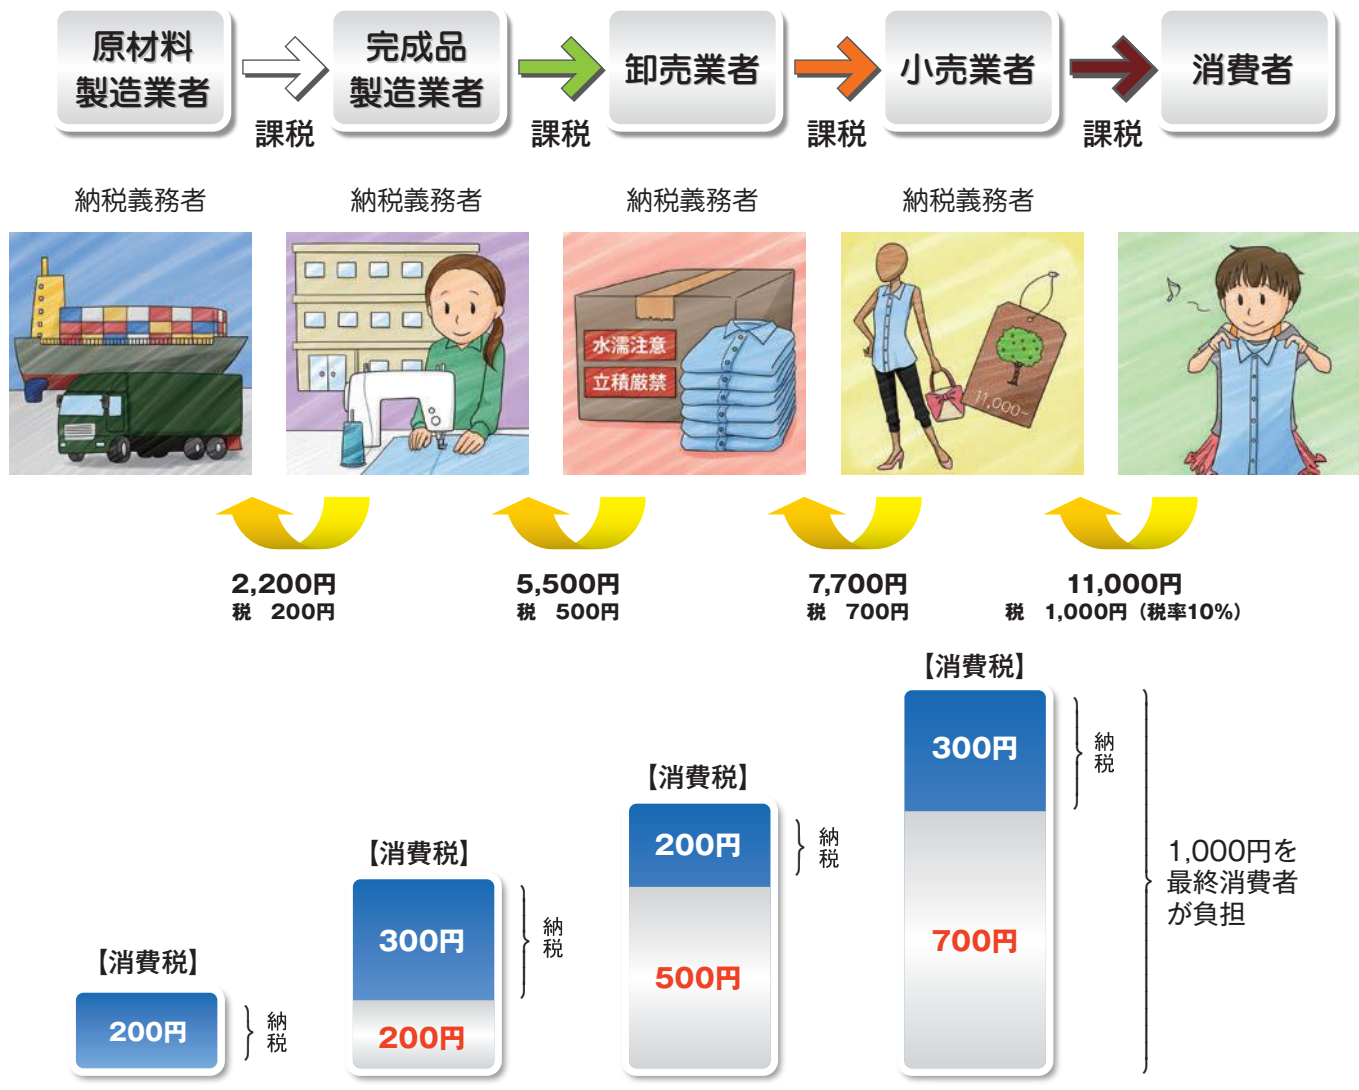 原材料
製造業者
完成品
製造業者
卸売業者
小売業者
消費者
課税
課税
課税
課税
納税義務者
納税義務者
納税義務者
納税義務者
水濡注意
立積厳禁
11,000-
2,200円
税 200円
5,500円
税 500円
7,700円
税 700円
11,000円
税 1,000円（税率10%）
【消費税】
200円
納税
【消費税】
300円
200円
納税
【消費税】
200円
500円
納税
【消費税】
300円
700円
納税
1,000円を
最終消費者
が負担